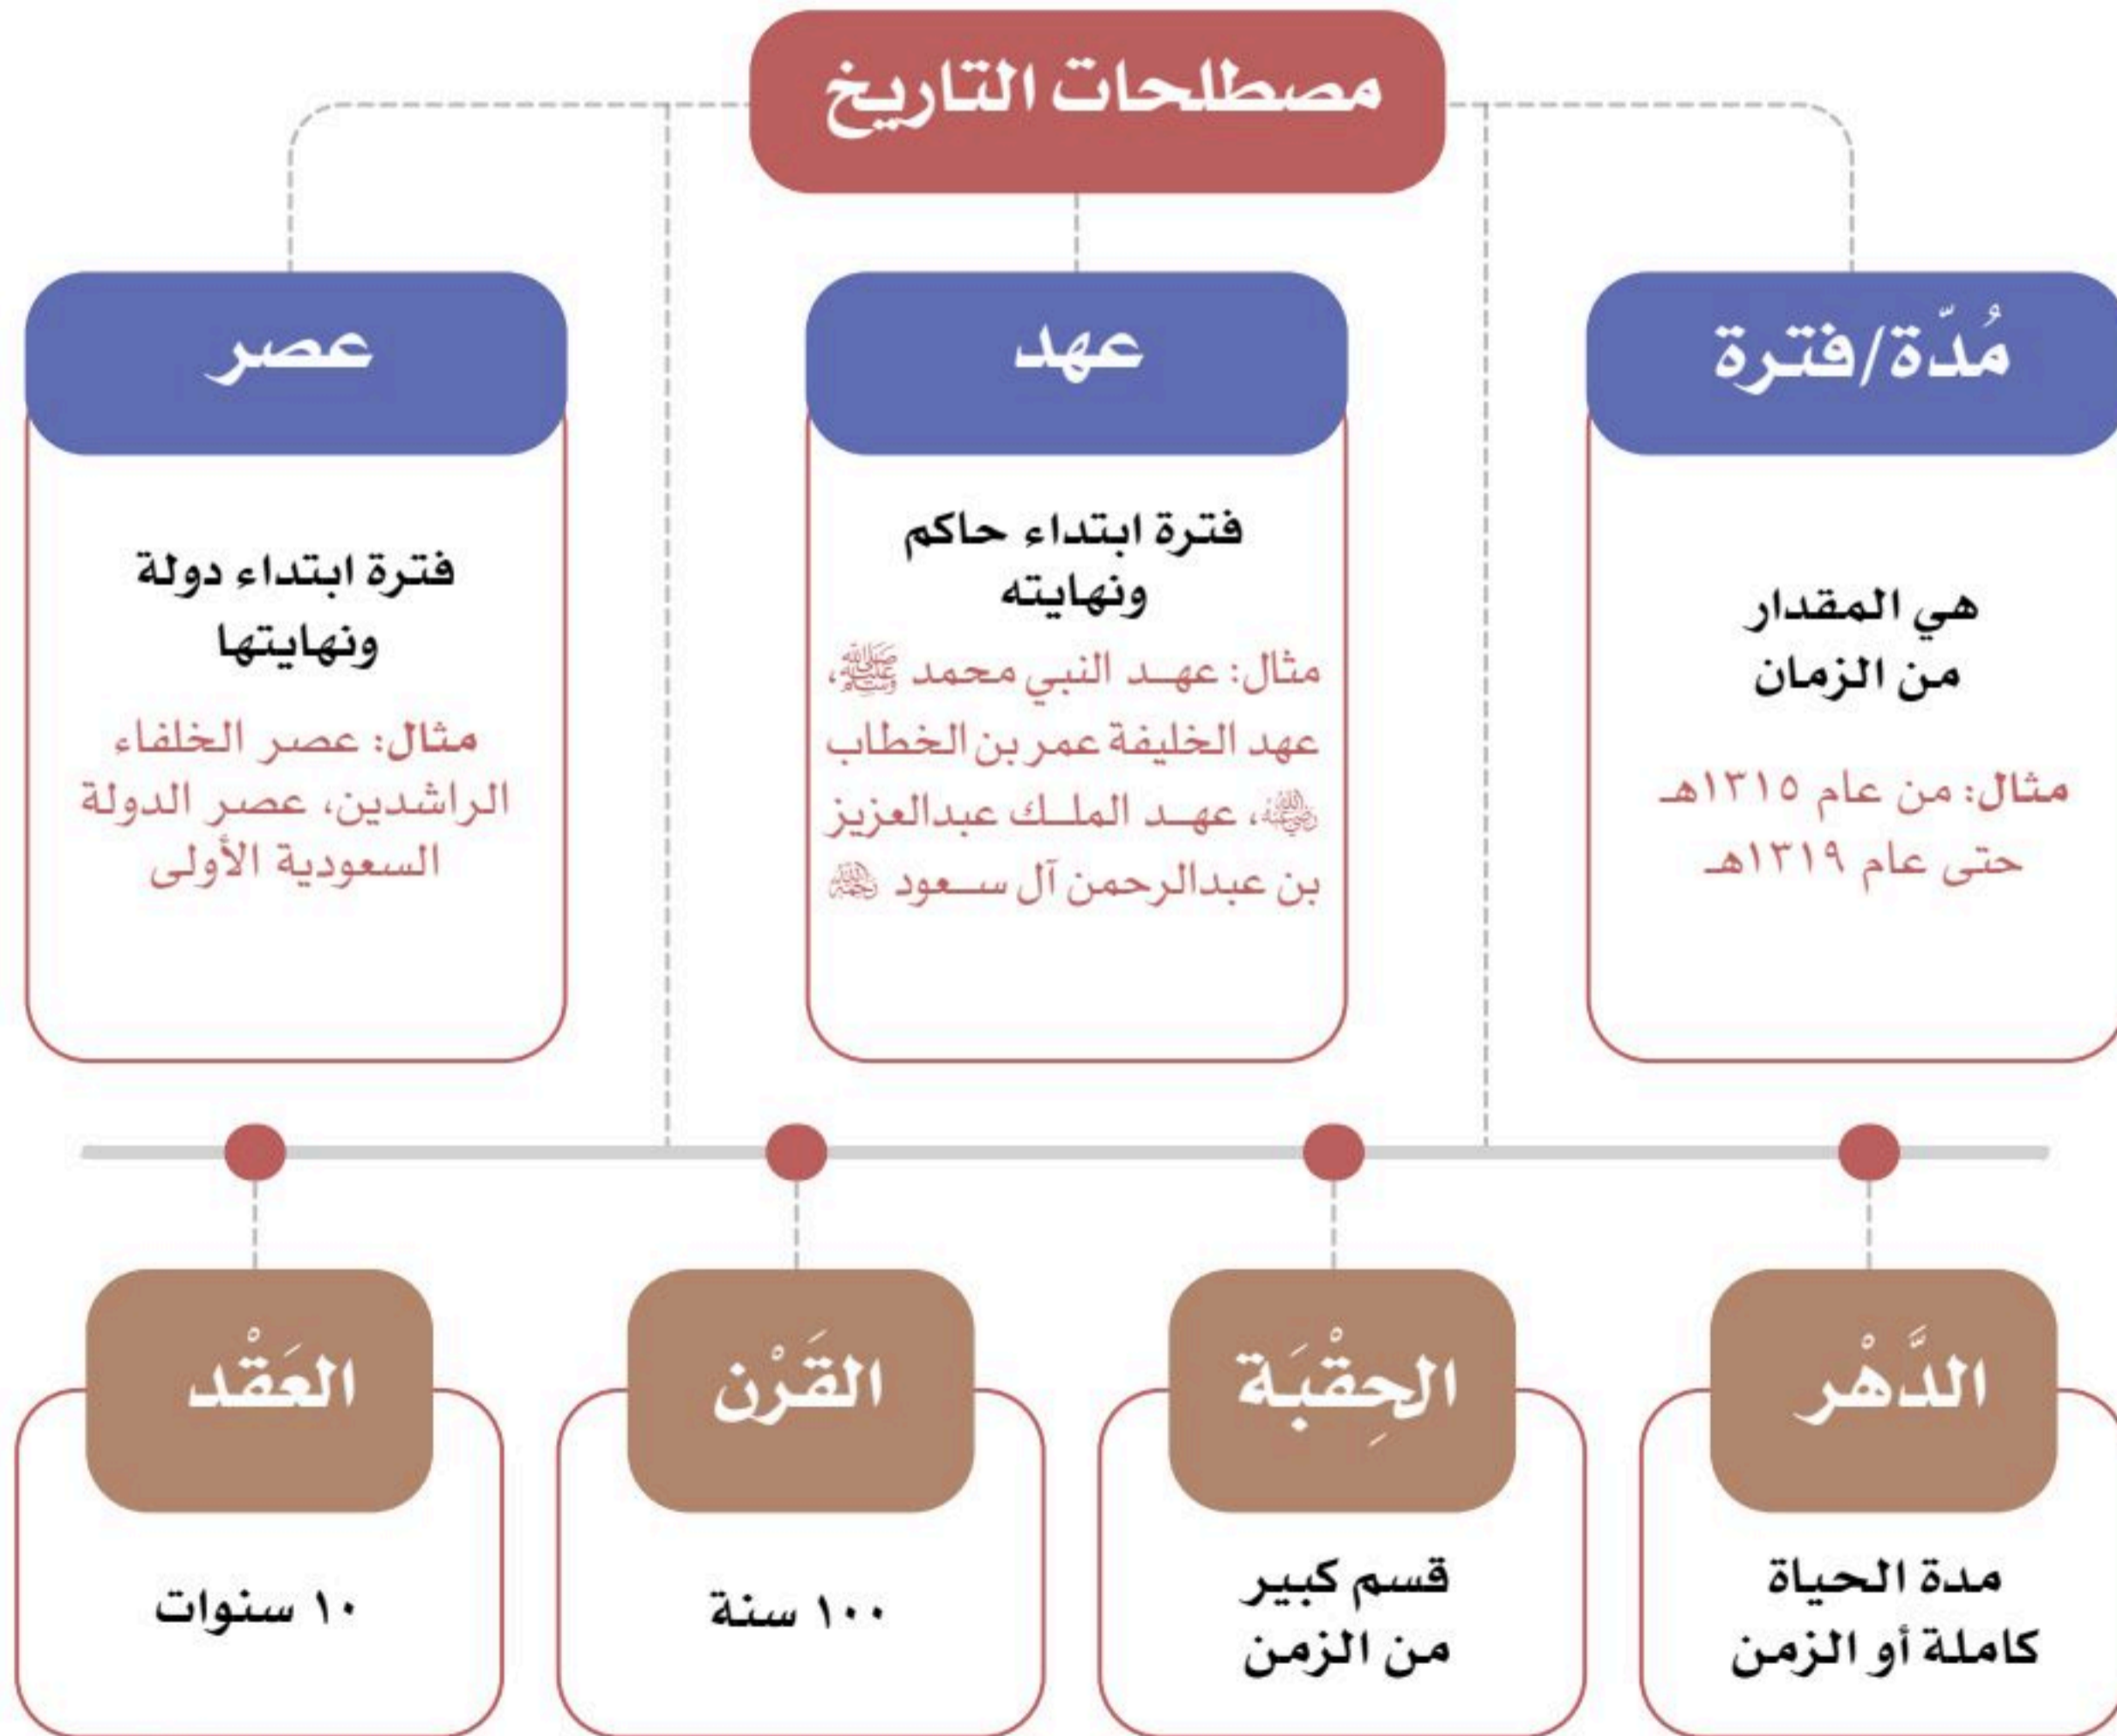 مصطلحات التاريخ
مُدّة/فترة
هي المقدار
من الزمان
مثال: من عام ١٣١٥هـ
حتى عام ١٣١٩هـ
عهد
فترة ابتداء حاكم
ونهايته
مثال: عهد النبي محمد ﷺ،
عهد الخليفة عمر بن الخطاب
رضي الله عنه، عهد الملك عبدالعزيز
بن عبدالرحمن آل سعود رحمه الله
عصر
فترة ابتداء دولة
ونهايتها
مثال: عصر الخلفاء
الراشدين، عصر الدولة
السعودية الأولى
الدَّهْر
مدة الحياة
كاملة أو الزمن
الحِقْبَة
قسم كبير
من الزمن
القَرْن
١٠٠ سنة
العَقْد
١٠ سنوات